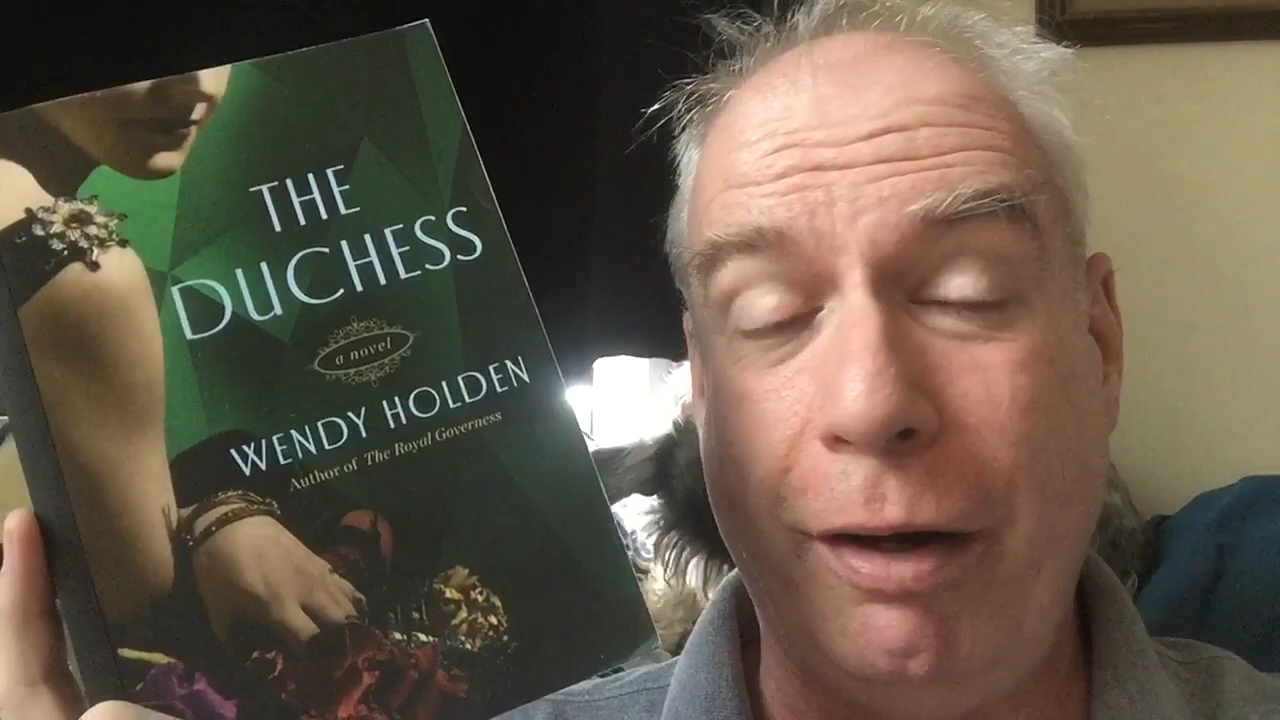 THE
DUCHESS
a novel
WENDY HOLDEN
Author of The Royal Governess